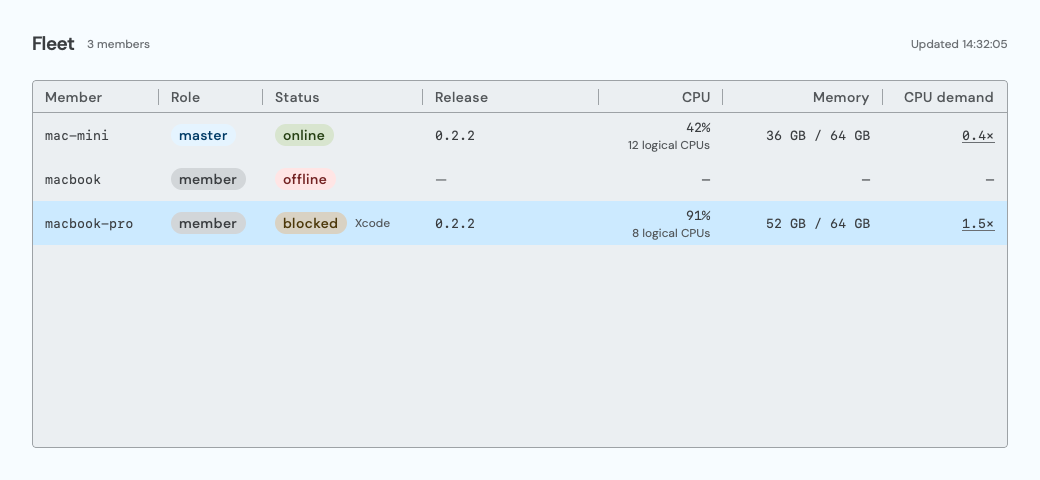 Fleet 3 members Updated 14:32:05
Member Role Status Release CPU Memory CPU demand
mac-mini master online 0.2.2 42% 12 logical CPUs 36 GB / 64 GB 0.4×
macbook member offline — — — —
macbook-pro member blocked Xcode 0.2.2 91% 8 logical CPUs 52 GB / 64 GB 1.5×